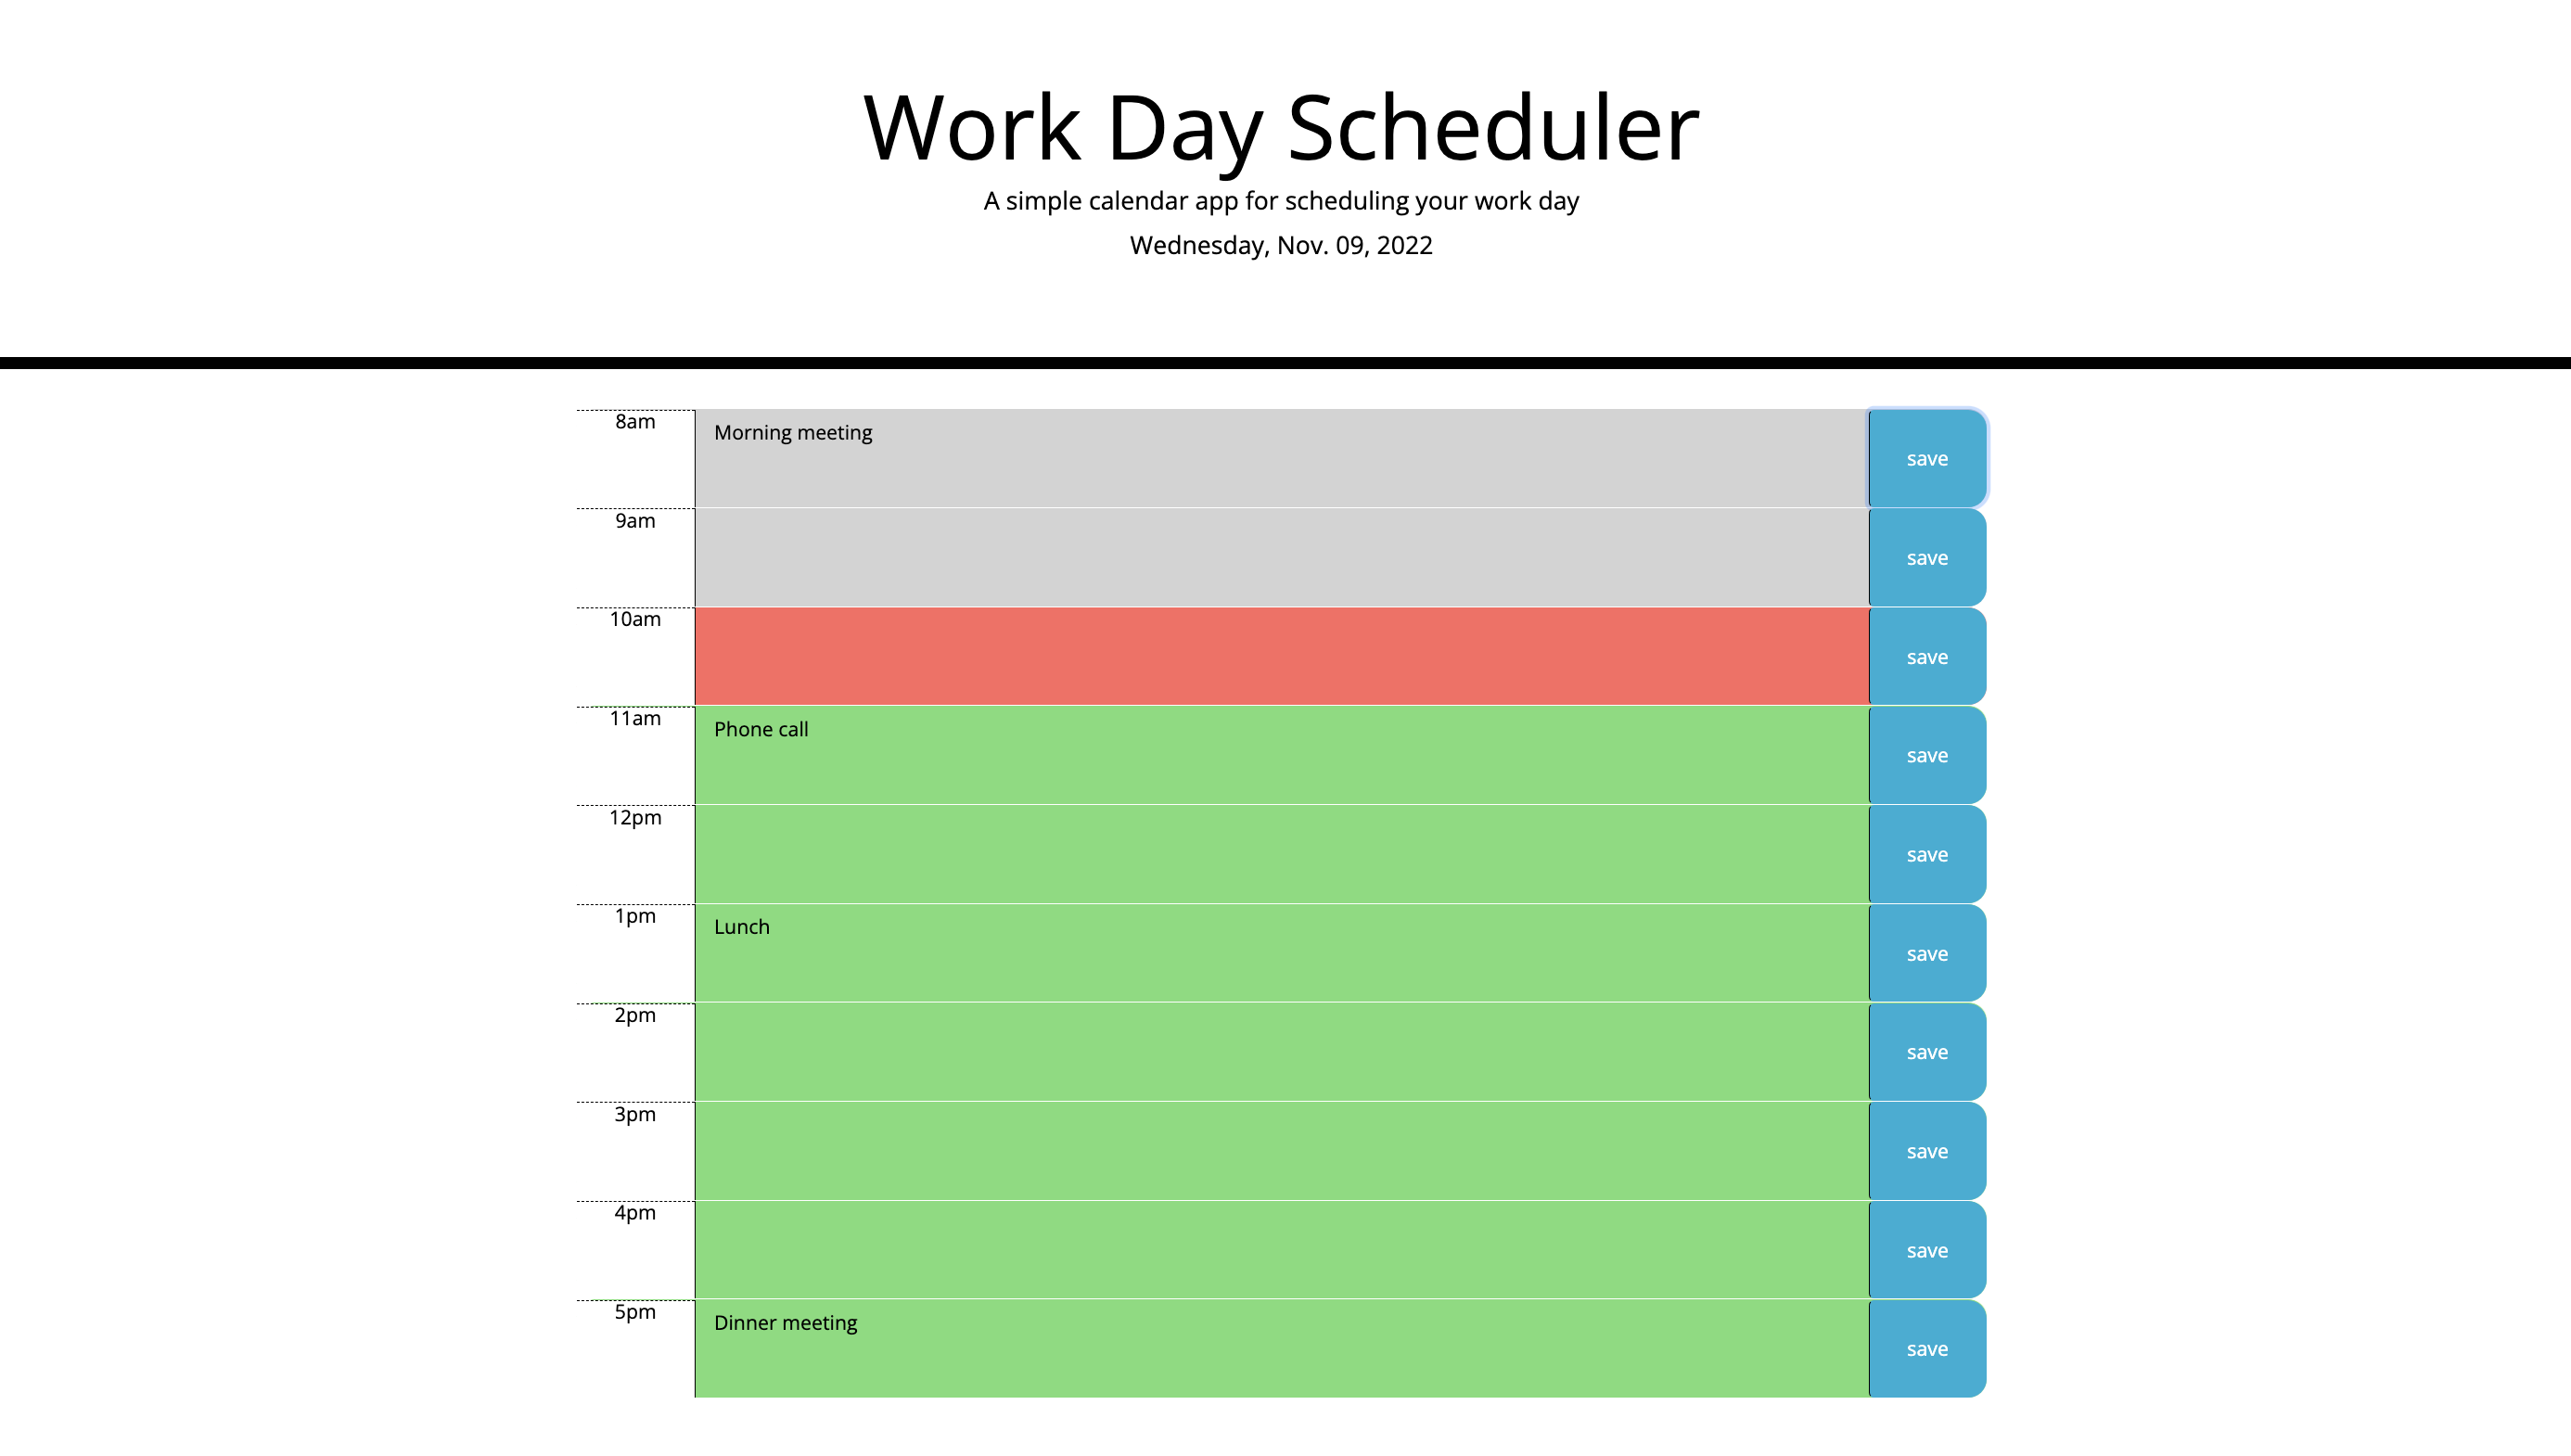 Work Day Scheduler
A simple calendar app for scheduling your work day
Wednesday, Nov. 09, 2022
8am Morning meeting save
9am save
10am save
11am Phone call save
12pm save
1pm Lunch save
2pm save
3pm save
4pm save
5pm Dinner meeting save